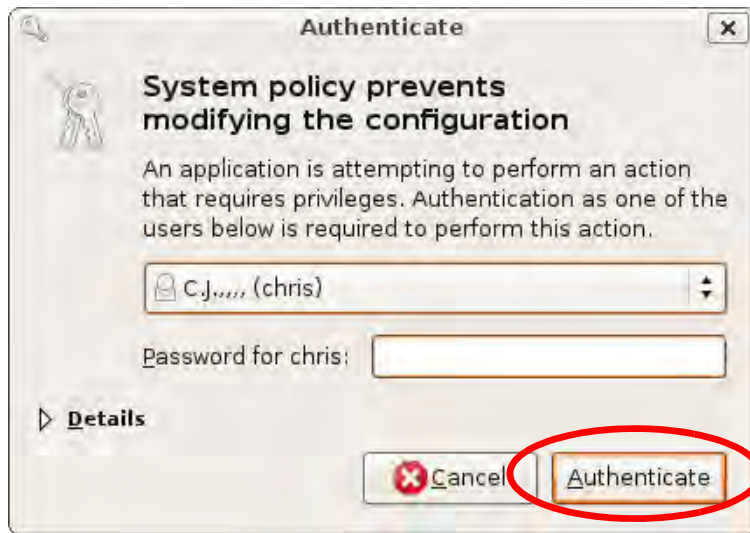 Authenticate
System policy prevents
modifying the configuration
An application is attempting to perform an action
that requires privileges. Authentication as one of the
users below is required to perform this action.
C.J.,,,,, (chris)
Password for chris:
Details
Cancel
Authenticate